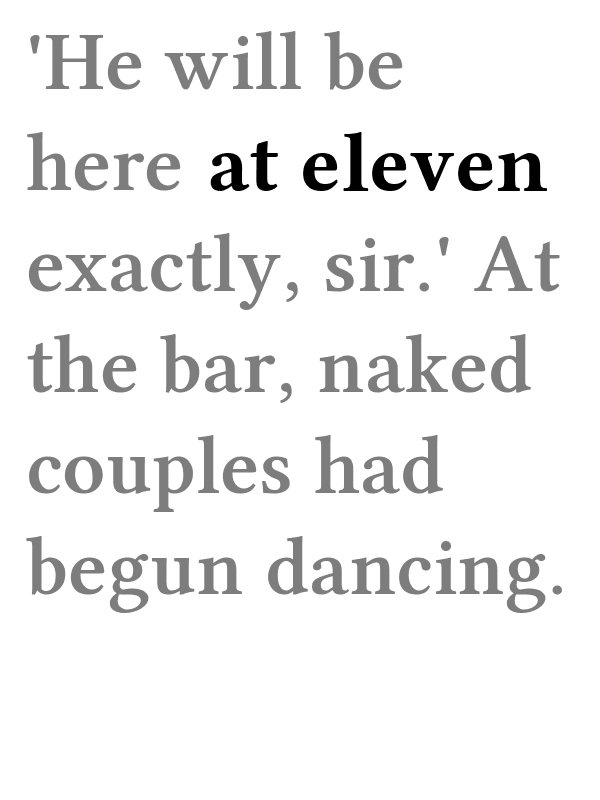 'He will be
here at eleven
exactly, sir.' At
the bar, naked
couples had
begun dancing.